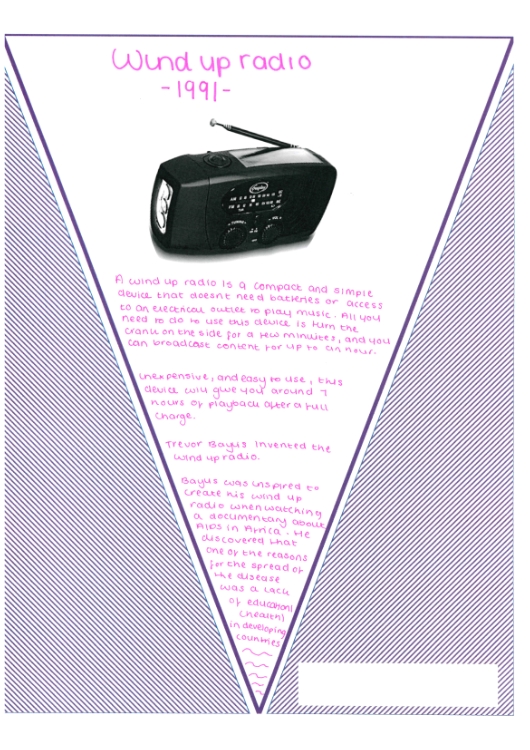 Wind up radio
-1991-
A wind up radio is a compact and simple
device that doesnt need batteries or access
to an electrical outlet to play music. All you
need to do to use this device is turn the
crank on the side for a few minutes, and you
can broadcast content for up to an hour.
Unexpensive, and easy to use, this
device will give you around 7
hours of playback after a full
charge.
Trevor Baylis invented the
wind up radio.
Baylis was inspired to
create his wind up
radio when watching
a documentary about
AIDS in Africa. He
discovered that
one of the reasons
for the spread of
the disease
was a lack
of education
(health)
in developing
countries